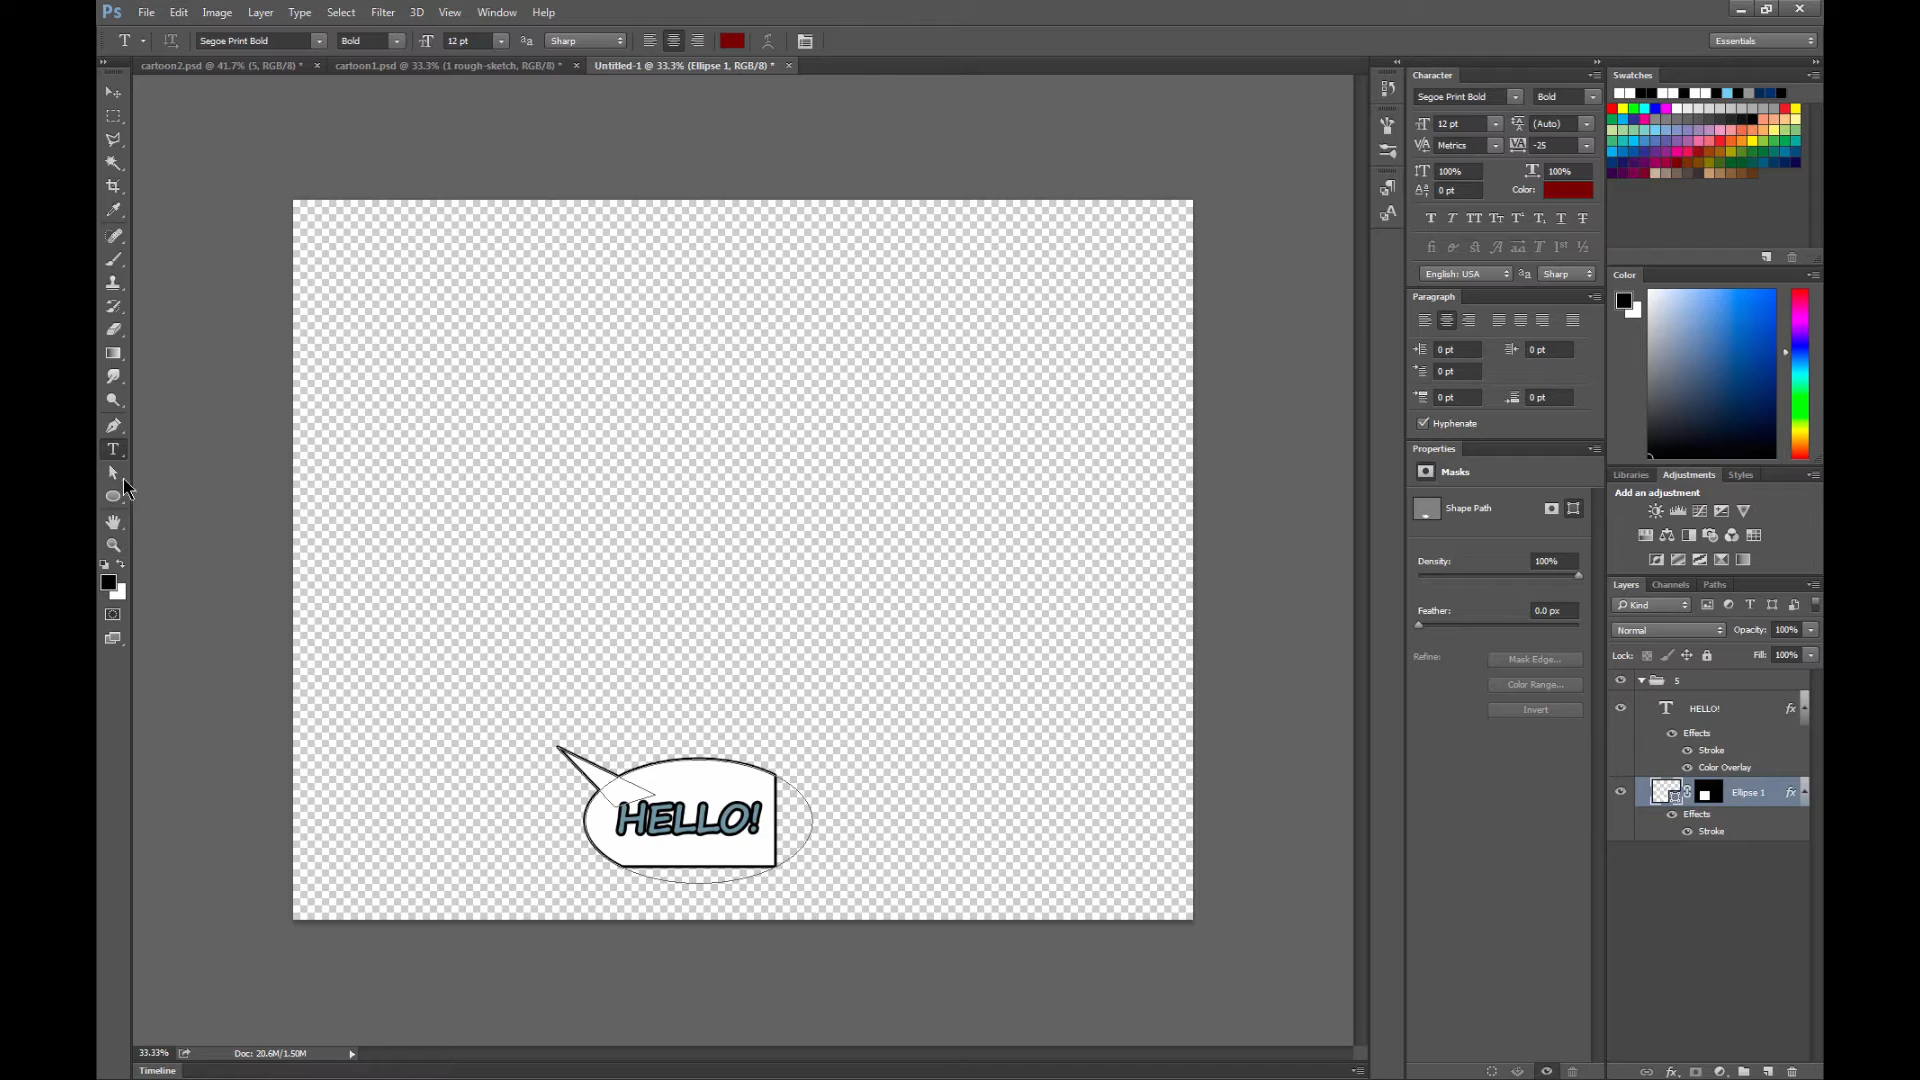 Ps File Edit Image Layer Type Select Filter 3D View Window Help
T Segoe Print Bold Bold 12 pt aa Sharp Essentials
cartoon2.psd @ 41.7% (5, RGB/8) * × cartoon1.psd @ 33.3% (1 rough-sketch, RGB/8) * × Untitled-1 @ 33.3% (Ellipse 1, RGB/8) * ×
Character
Segoe Print Bold Bold
12 pt (Auto)
Metrics -25
100% 100%
0 pt Color:
English: USA aa Sharp
Paragraph
0 pt 0 pt
0 pt
0 pt 0 pt
Hyphenate
Properties
Masks
Shape Path
Density: 100%
Feather: 0.0 px
Refine: Mask Edge...
Color Range...
Invert
Swatches
Color
Libraries Adjustments Styles
Add an adjustment
Layers Channels Paths
Kind
Normal Opacity: 100%
Lock: Fill: 100%
5
T HELLO! fx
Effects
Stroke
Color Overlay
Ellipse 1 fx
Effects
Stroke
HELLO!
33.33% Doc: 20.6M/1.50M
Timeline